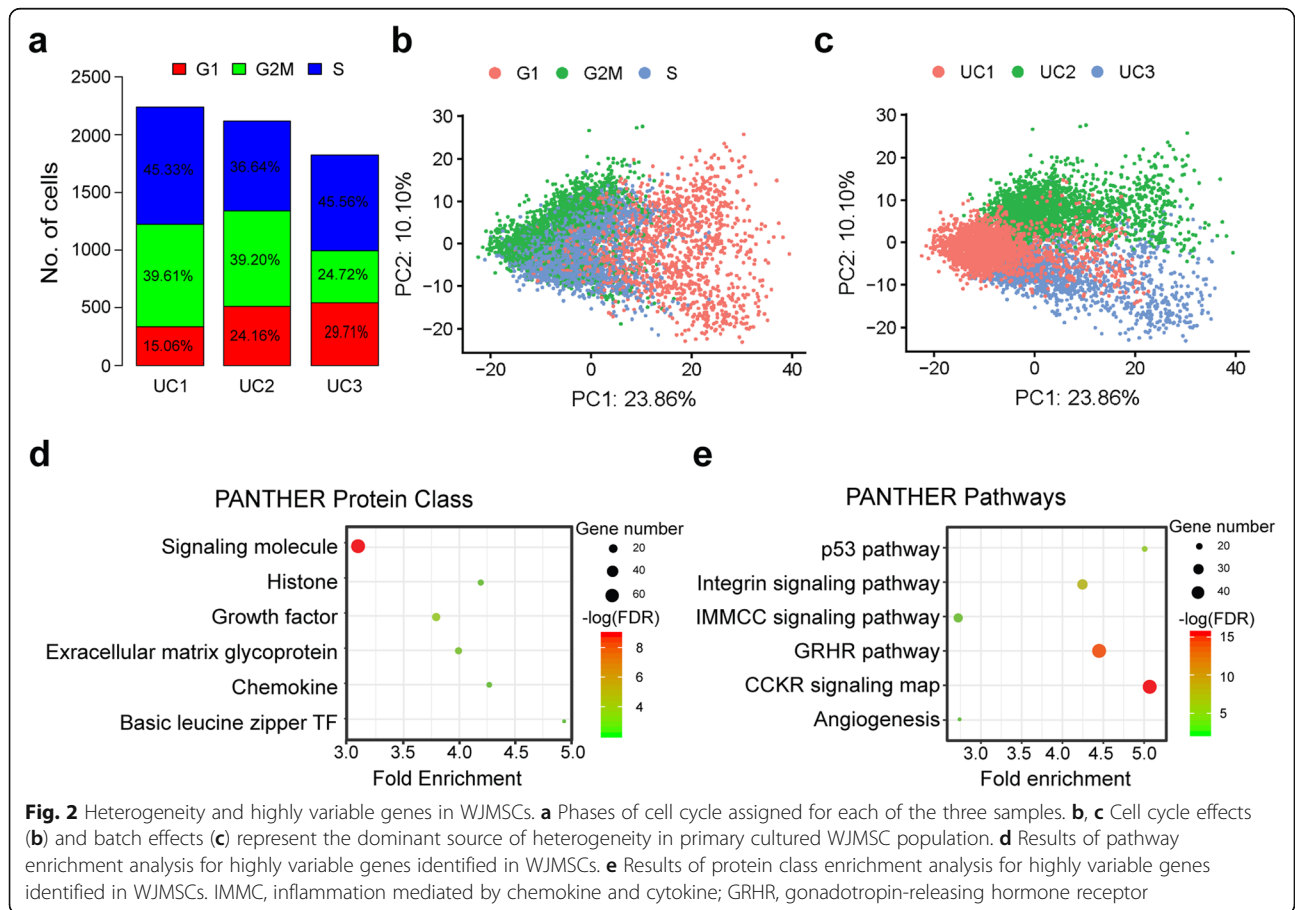 a
G1 G2M S
No. of cells
2500
2000
1500
1000
500
0
45.33%
39.61%
15.06%
36.64%
39.20%
24.16%
45.56%
24.72%
29.71%
UC1 UC2 UC3
b
G1 G2M S
PC2: 10.10%
30
20
10
0
−10
−20
−20 0 20 40
PC1: 23.86%
c
UC1 UC2 UC3
PC2: 10.10%
30
20
10
0
−10
−20
−20 0 20 40
PC1: 23.86%
d
PANTHER Protein Class
Signaling molecule
Histone
Growth factor
Exracellular matrix glycoprotein
Chemokine
Basic leucine zipper TF
3.0 3.5 4.0 4.5 5.0
Fold Enrichment
Gene number
20
40
60
-log(FDR)
8
6
4
e
PANTHER Pathways
p53 pathway
Integrin signaling pathway
IMMCC signaling pathway
GRHR pathway
CCKR signaling map
Angiogenesis
3.0 3.5 4.0 4.5 5.0
Fold enrichment
Gene number
20
30
40
-log(FDR)
15
10
5
Fig. 2 Heterogeneity and highly variable genes in WJMSCs. a Phases of cell cycle assigned for each of the three samples. b, c Cell cycle effects
(b) and batch effects (c) represent the dominant source of heterogeneity in primary cultured WJMSC population. d Results of pathway
enrichment analysis for highly variable genes identified in WJMSCs. e Results of protein class enrichment analysis for highly variable genes
identified in WJMSCs. IMMC, inflammation mediated by chemokine and cytokine; GRHR, gonadotropin-releasing hormone receptor